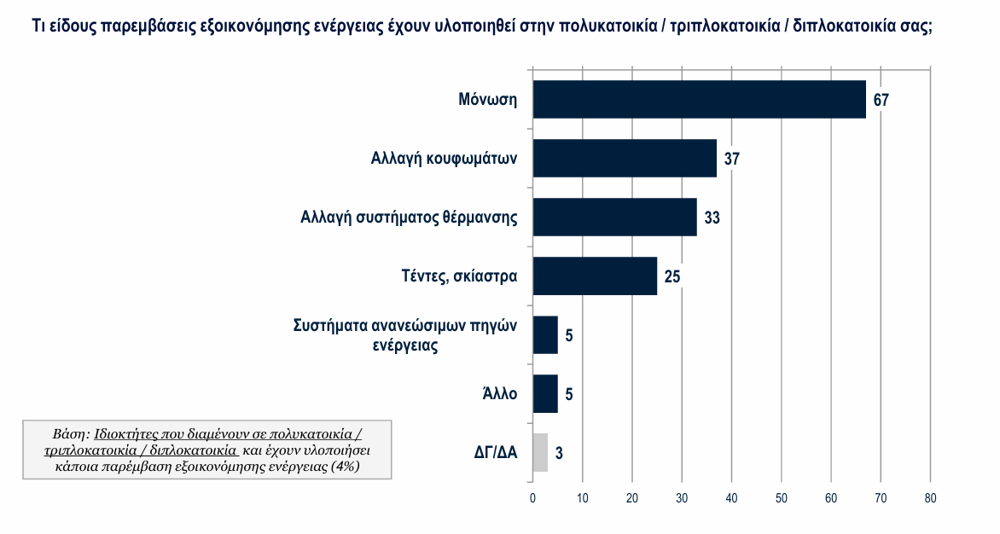 Τι είδους παρεμβάσεις εξοικονόμησης ενέργειας έχουν υλοποιηθεί στην πολυκατοικία / τριπλοκατοικία / διπλοκατοικία σας;
Μόνωση
67
Αλλαγή κουφωμάτων
37
Αλλαγή συστήματος θέρμανσης
33
Τέντες, σκίαστρα
25
Συστήματα ανανεώσιμων πηγών
ενέργειας
5
Άλλο
5
ΔΓ/ΔΑ
3
0 10 20 30 40 50 60 70 80
Βάση: Ιδιοκτήτες που διαμένουν σε πολυκατοικία /
τριπλοκατοικία / διπλοκατοικία και έχουν υλοποιήσει
κάποια παρέμβαση εξοικονόμησης ενέργειας (4%)